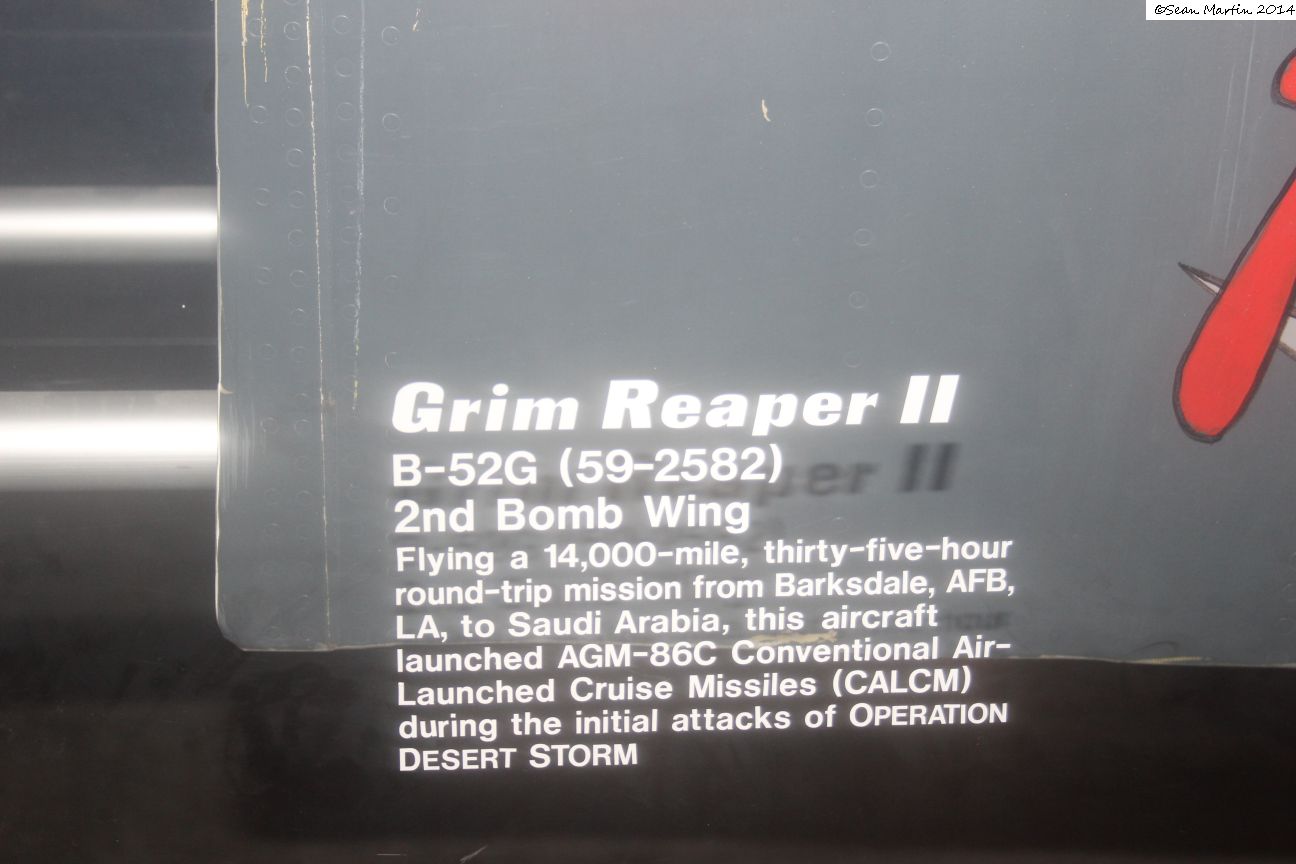 ©Sean Martin 2014
Grim Reaper II
B-52G (59-2582)
2nd Bomb Wing
Flying a 14,000-mile, thirty-five-hour
round-trip mission from Barksdale, AFB,
LA, to Saudi Arabia, this aircraft
launched AGM-86C Conventional Air-
Launched Cruise Missiles (CALCM)
during the initial attacks of OPERATION
DESERT STORM